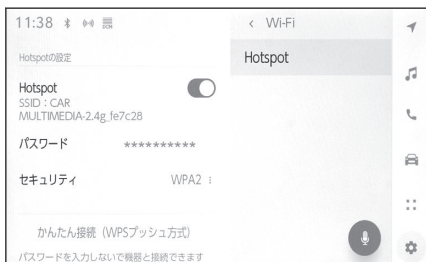 11:38
< Wi-Fi
Hotspotの設定
Hotspot
Hotspot
SSID：CAR
MULTIMEDIA-2.4g_fe7c28
パスワード **********
セキュリティ WPA2
かんたん接続（WPSプッシュ方式）
パスワードを入力しないで機器と接続できます